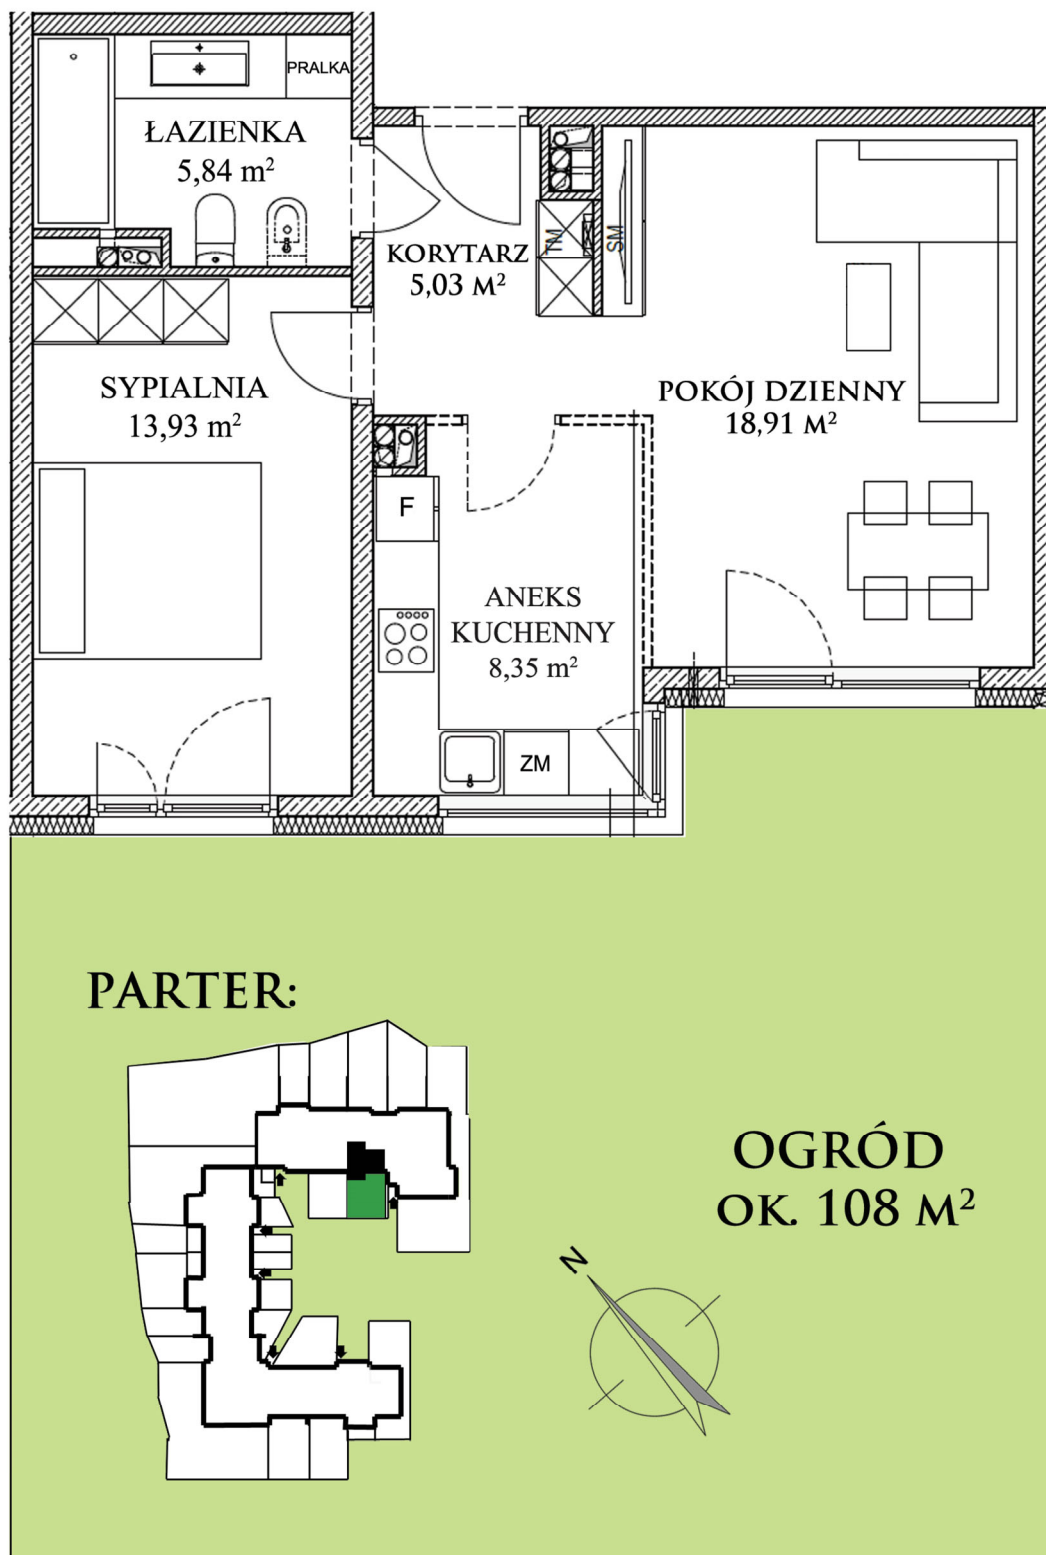 PRALKA
ŁAZIENKA
5,84 m²
KORYTARZ
5,03 M²
TM
SM
SYPIALNIA
13,93 m²
POKÓJ DZIENNY
18,91 M²
F
ANEKS
KUCHENNY
8,35 m²
ZM
PARTER:
OGRÓD
OK. 108 M²
N